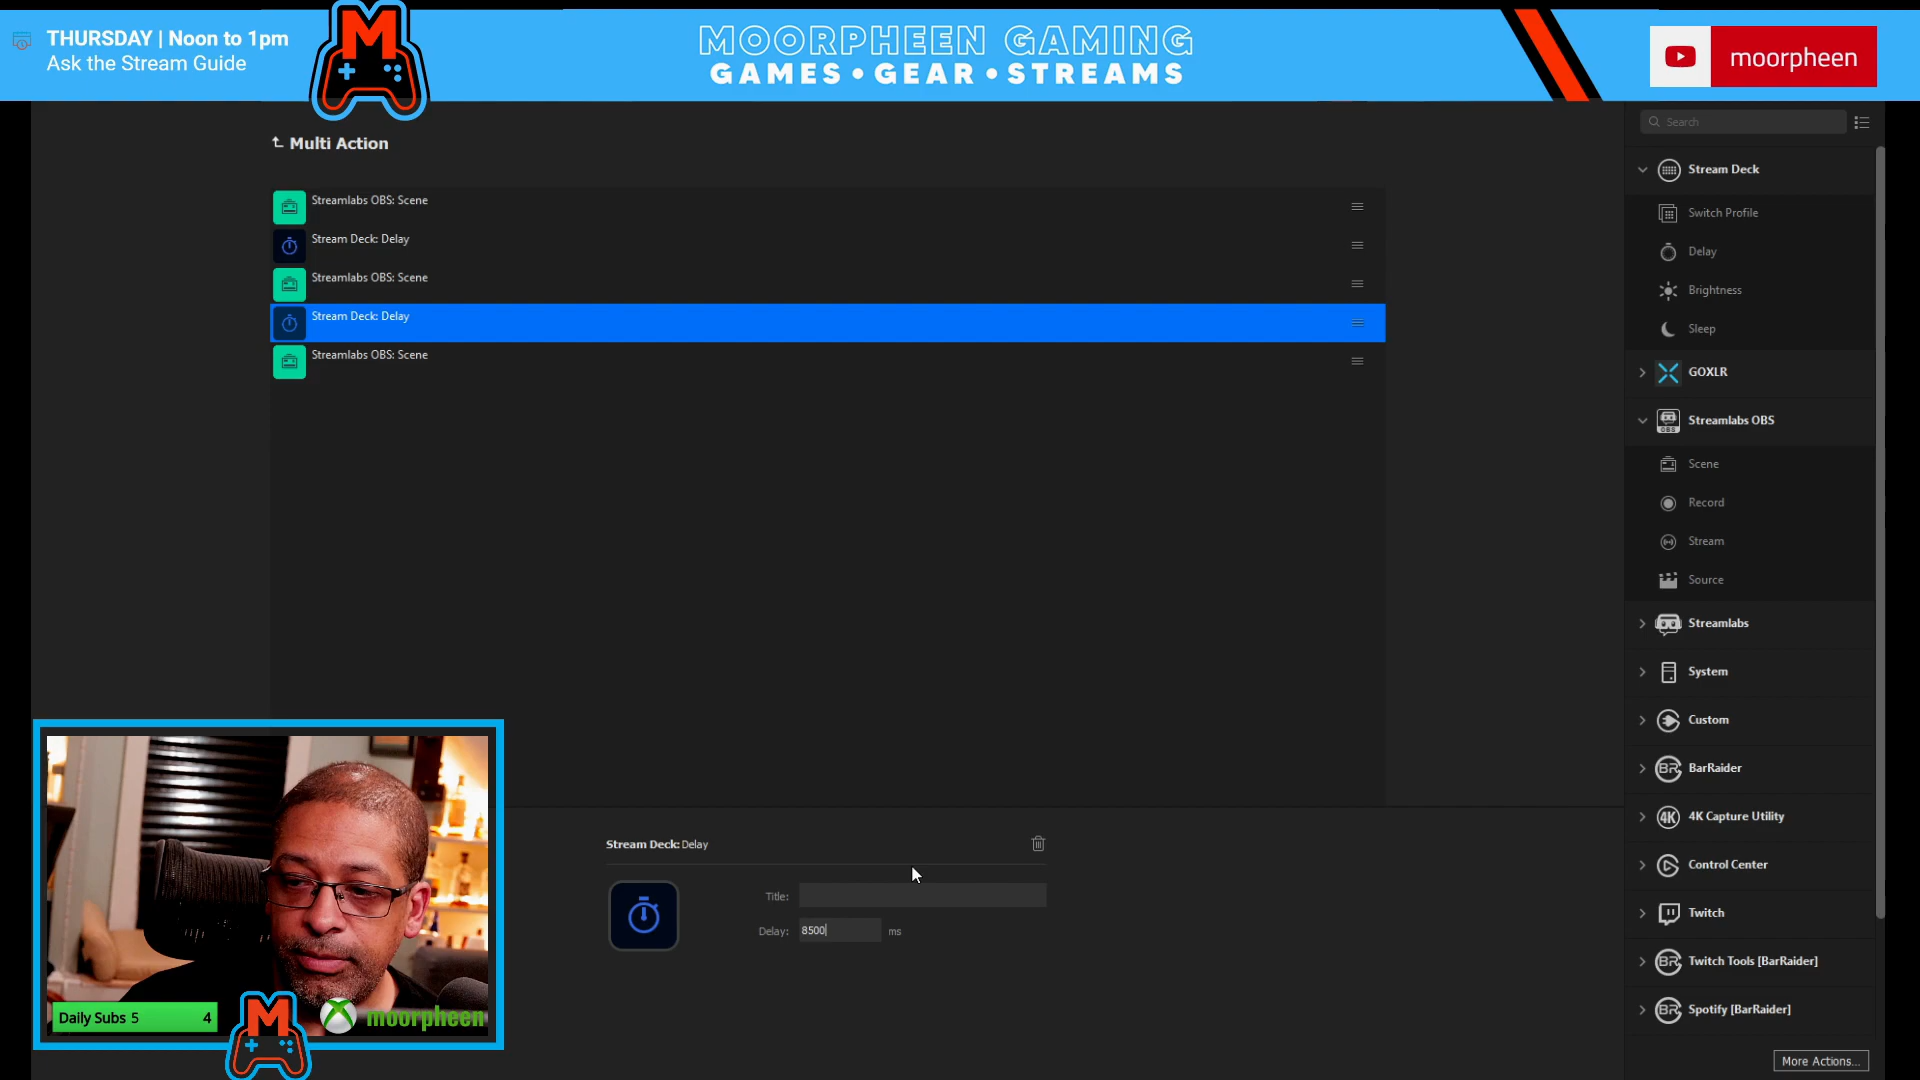 THURSDAY | Noon to 1pm
Ask the Stream Guide
M
MOORPHEEN GAMING
GAMES • GEAR • STREAMS
moorpheen
Multi Action
Streamlabs OBS: Scene
Stream Deck: Delay
Streamlabs OBS: Scene
Stream Deck: Delay
Streamlabs OBS: Scene
Search
Stream Deck
Switch Profile
Delay
Brightness
Sleep
GOXLR
Streamlabs OBS
Scene
Record
Stream
Source
Streamlabs
System
Custom
BarRaider
4K Capture Utility
Control Center
Twitch
Twitch Tools [BarRaider]
Spotify [BarRaider]
More Actions...
Stream Deck: Delay
Title:
Delay: 8500 ms
Daily Subs 5 4
M
moorpheen